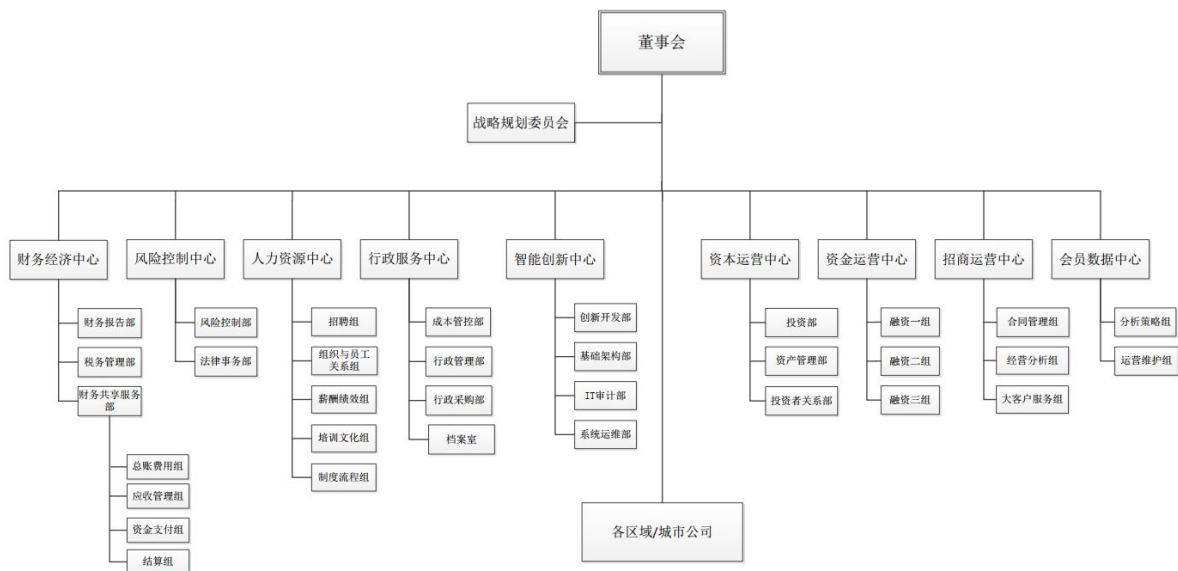 董事会
战略规划委员会
财务经济中心
风险控制中心
人力资源中心
行政服务中心
智能创新中心
资本运营中心
资金运营中心
招商运营中心
会员数据中心
财务报告部
税务管理部
财务共享服务
部
总账费用组
应收管理组
资金支付组
结算组
风险控制部
法律事务部
招聘组
组织与员工
关系组
薪酬绩效组
培训文化组
制度流程组
成本管控部
行政管理部
行政采购部
档案室
创新开发部
基础架构部
IT审计部
系统运维部
投资部
资产管理部
投资者关系部
融资一组
融资二组
融资三组
合同管理组
经营分析组
大客户服务组
分析策略组
运营维护组
各区域/城市公司